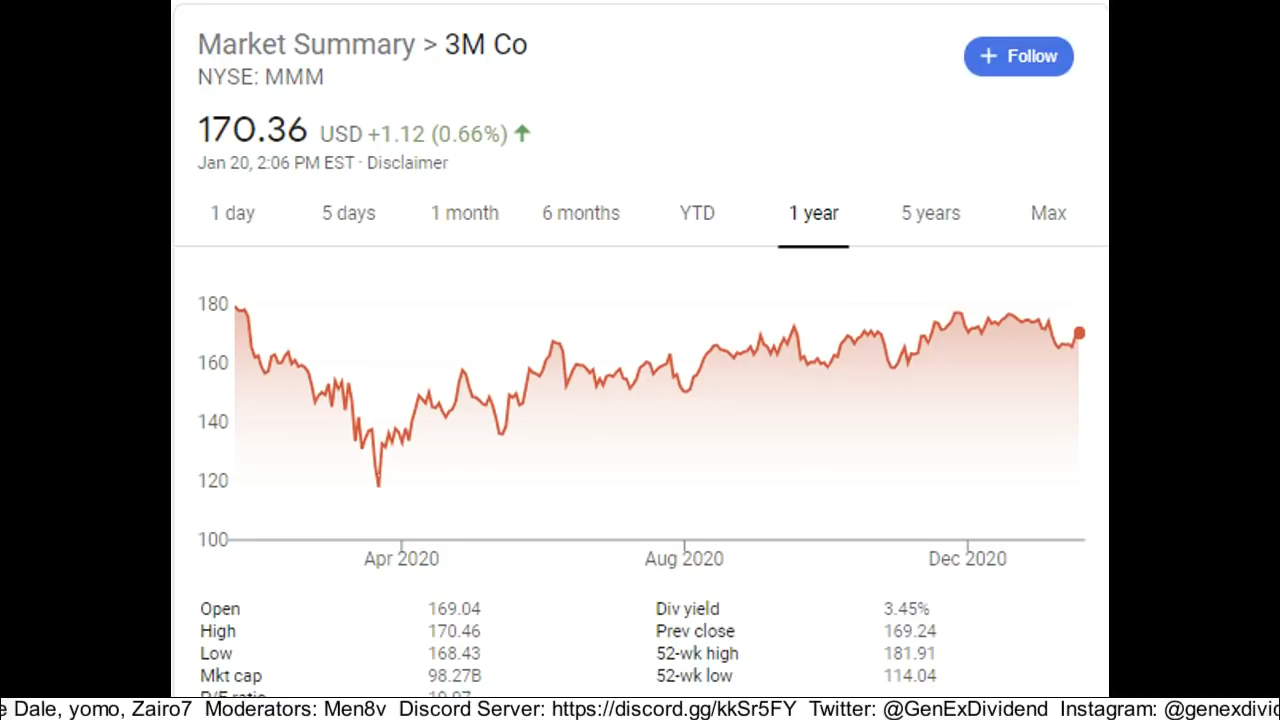 Market Summary > 3M Co
NYSE: MMM
+ Follow
170.36 USD +1.12 (0.66%)
Jan 20, 2:06 PM EST · Disclaimer
1 day 5 days 1 month 6 months YTD 1 year 5 years Max
180
160
140
120
100
Apr 2020 Aug 2020 Dec 2020
Open 169.04 Div yield 3.45%
High 170.46 Prev close 169.24
Low 168.43 52-wk high 181.91
Mkt cap 98.27B 52-wk low 114.04
P/E ratio 19.97
e Dale, yomo, Zairo7 Moderators: Men8v Discord Server: https://discord.gg/kkSr5FY Twitter: @GenExDividend Instagram: @genexdivid